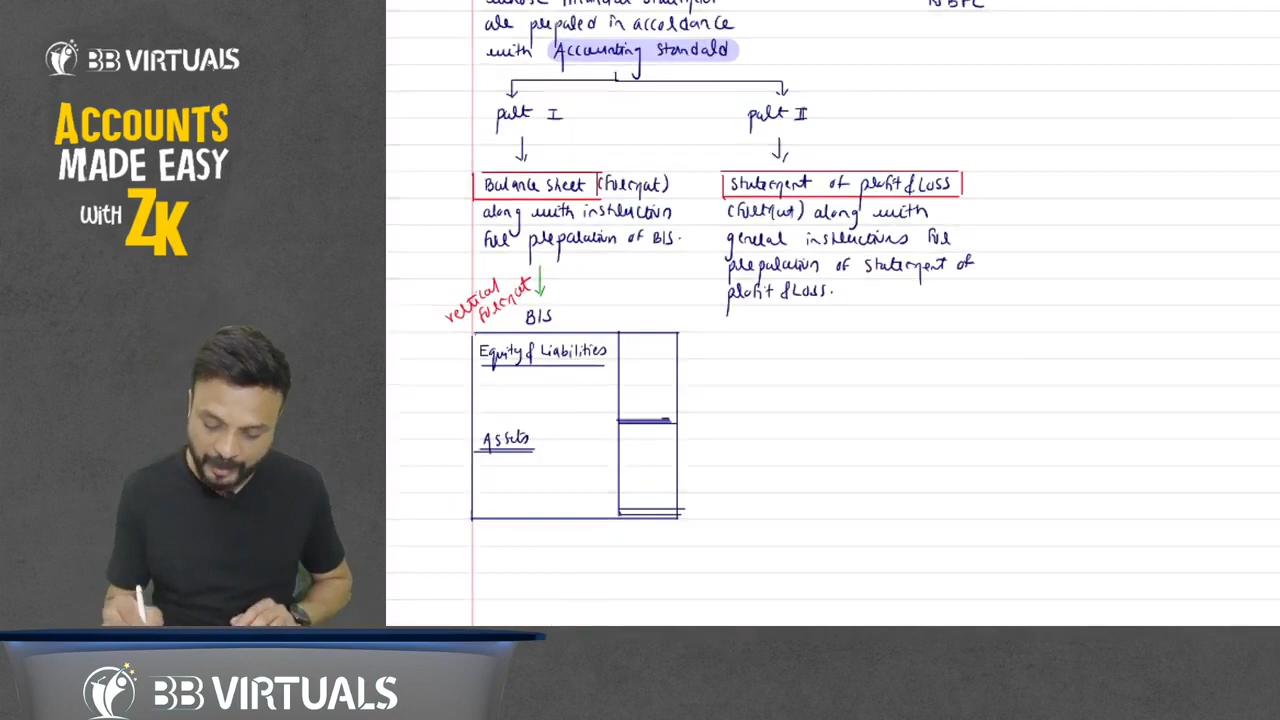 BB VIRTUALS
ACCOUNTS
MADE EASY
WITH ZK
are prepared in accordance
NBFC
with Accounting Standard
part I
part II
Balance Sheet (Format)
along with instruction
for preparation of B/S.
Statement of profit & Loss
(Format) along with
general instructions for
preparation of Statement of
profit & Loss.
vertical
format
B/S
Equity & Liabilities
Assets
BB VIRTUALS